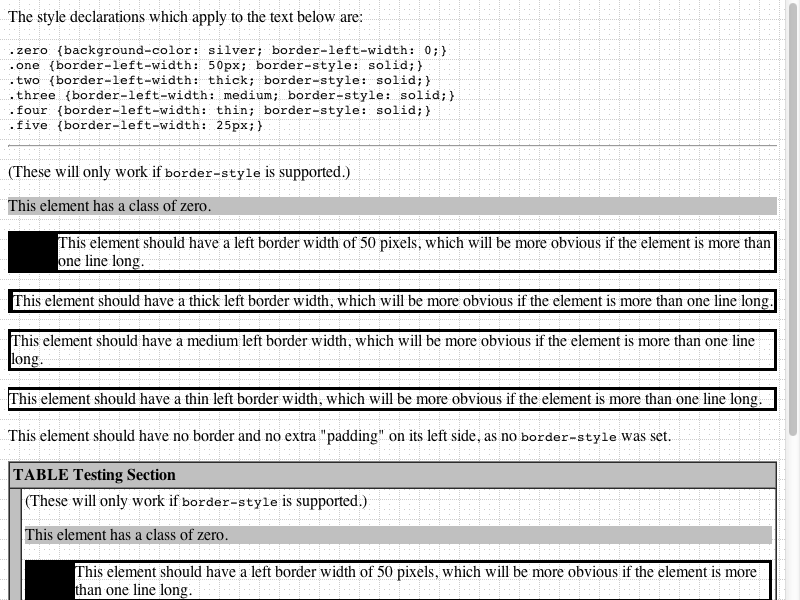 The style declarations which apply to the text below are:
.zero {background-color: silver; border-left-width: 0;}
.one {border-left-width: 50px; border-style: solid;}
.two {border-left-width: thick; border-style: solid;}
.three {border-left-width: medium; border-style: solid;}
.four {border-left-width: thin; border-style: solid;}
.five {border-left-width: 25px;}
(These will only work if border-style is supported.)
This element has a class of zero.
This element should have a left border width of 50 pixels, which will be more obvious if the element is more than
one line long.
This element should have a thick left border width, which will be more obvious if the element is more than one line long.
This element should have a medium left border width, which will be more obvious if the element is more than one line
long.
This element should have a thin left border width, which will be more obvious if the element is more than one line long.
This element should have no border and no extra "padding" on its left side, as no border-style was set.
TABLE Testing Section
(These will only work if border-style is supported.)
This element has a class of zero.
This element should have a left border width of 50 pixels, which will be more obvious if the element is more
than one line long.